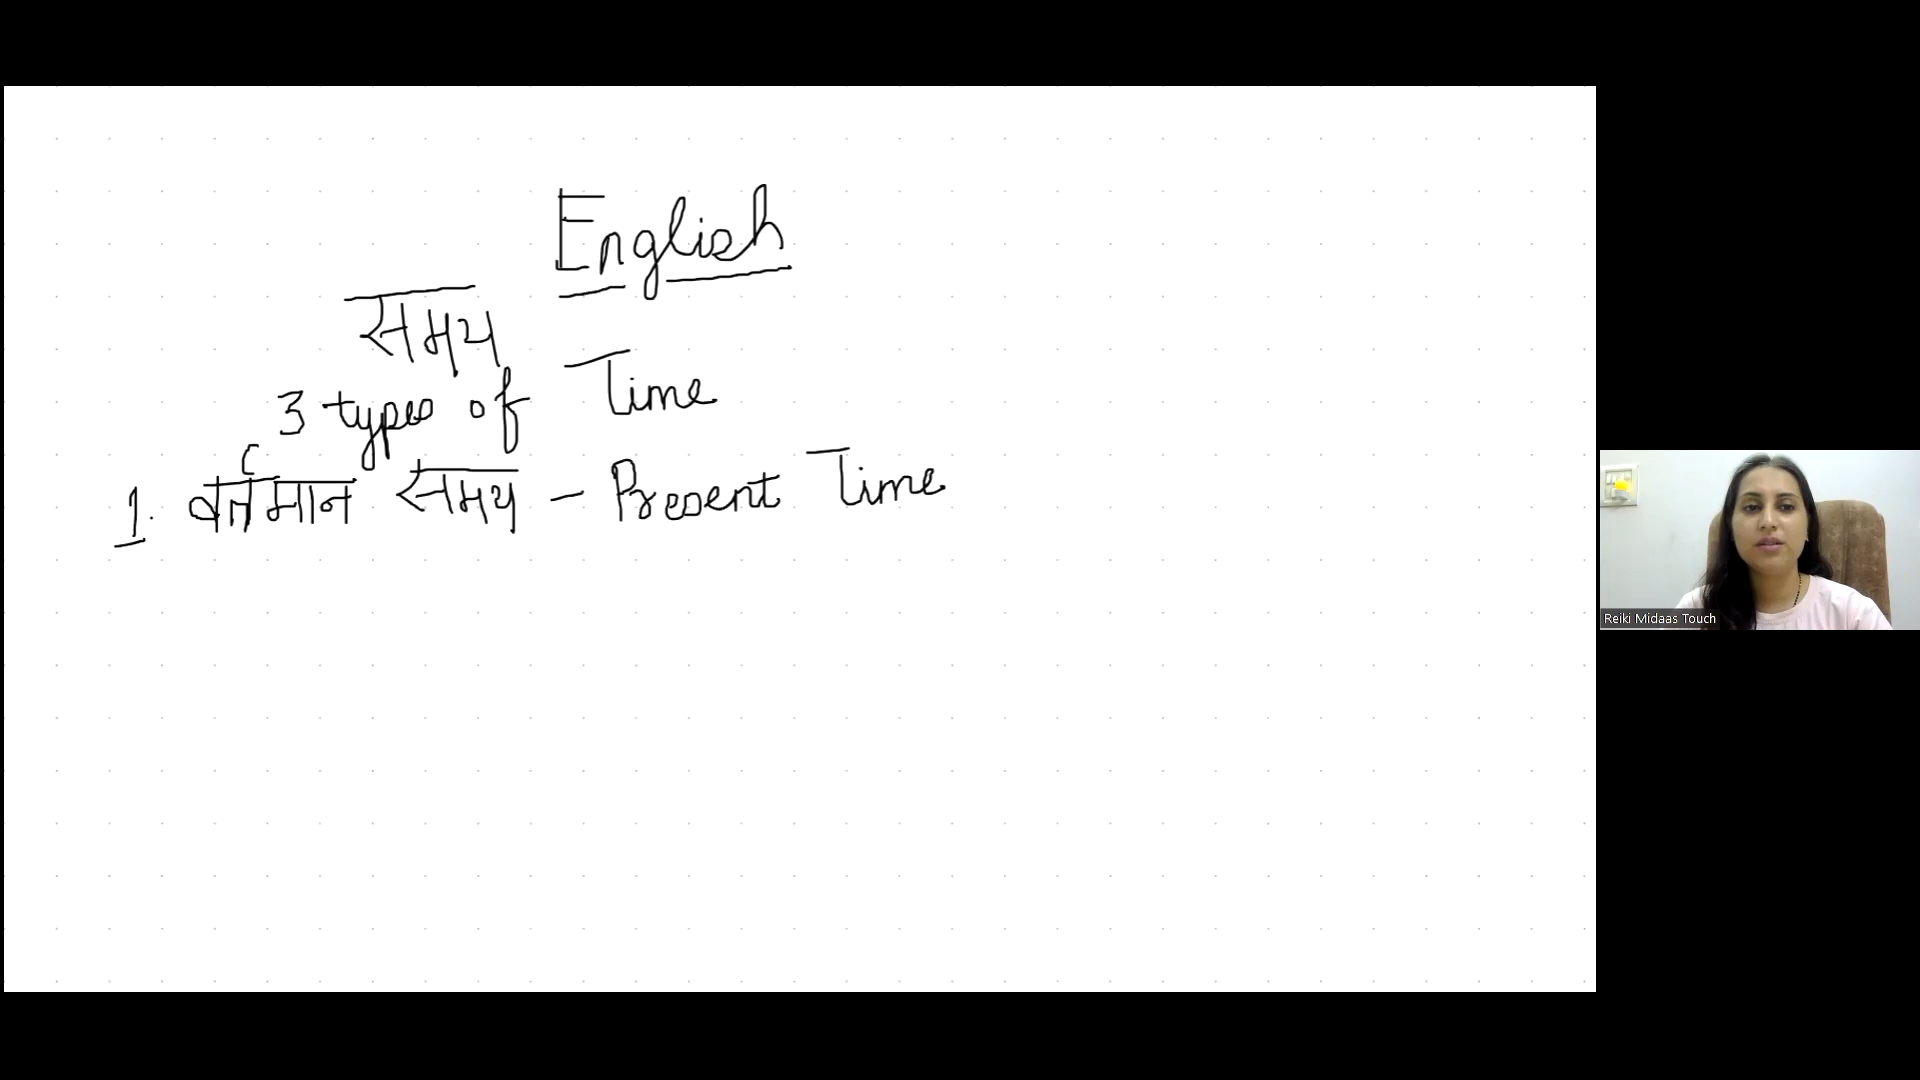 English
समय
3 types of Time
1. वर्तमान समय - Present Time
Reiki Midaas Touch